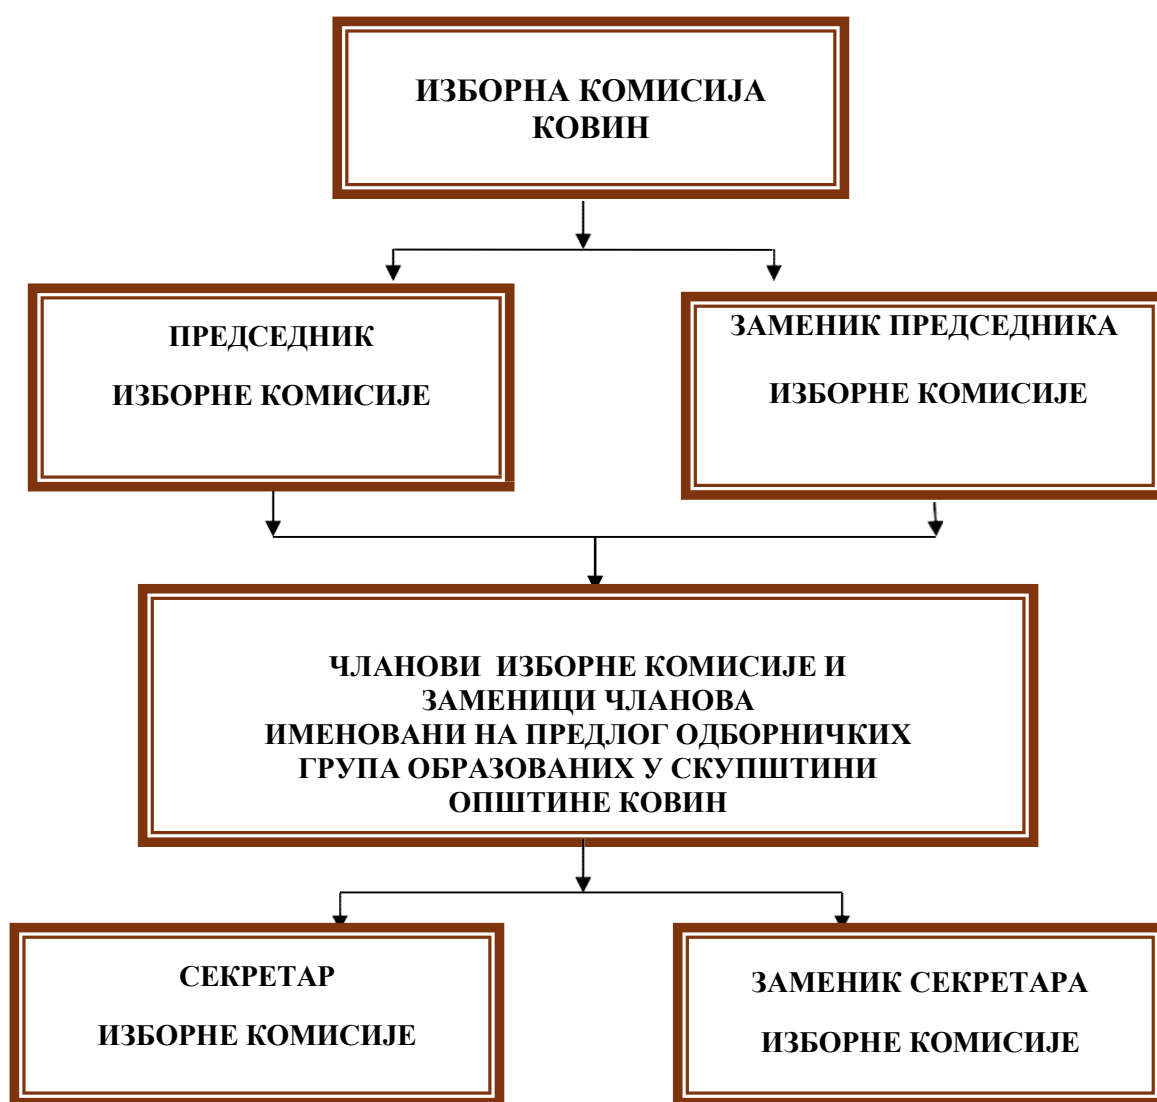 ИЗБОРНА КОМИСИЈА
КОВИН
ПРЕДСЕДНИК
ИЗБОРНЕ КОМИСИЈЕ
ЗАМЕНИК ПРЕДСЕДНИКА
ИЗБОРНЕ КОМИСИЈЕ
ЧЛАНОВИ ИЗБОРНЕ КОМИСИЈЕ И
ЗАМЕНИЦИ ЧЛАНОВА
ИМЕНОВАНИ НА ПРЕДЛОГ ОДБОРНИЧКИХ
ГРУПА ОБРАЗОВАНИХ У СКУПШТИНИ
ОПШТИНЕ КОВИН
СЕКРЕТАР
ИЗБОРНЕ КОМИСИЈЕ
ЗАМЕНИК СЕКРЕТАРА
ИЗБОРНЕ КОМИСИЈЕ